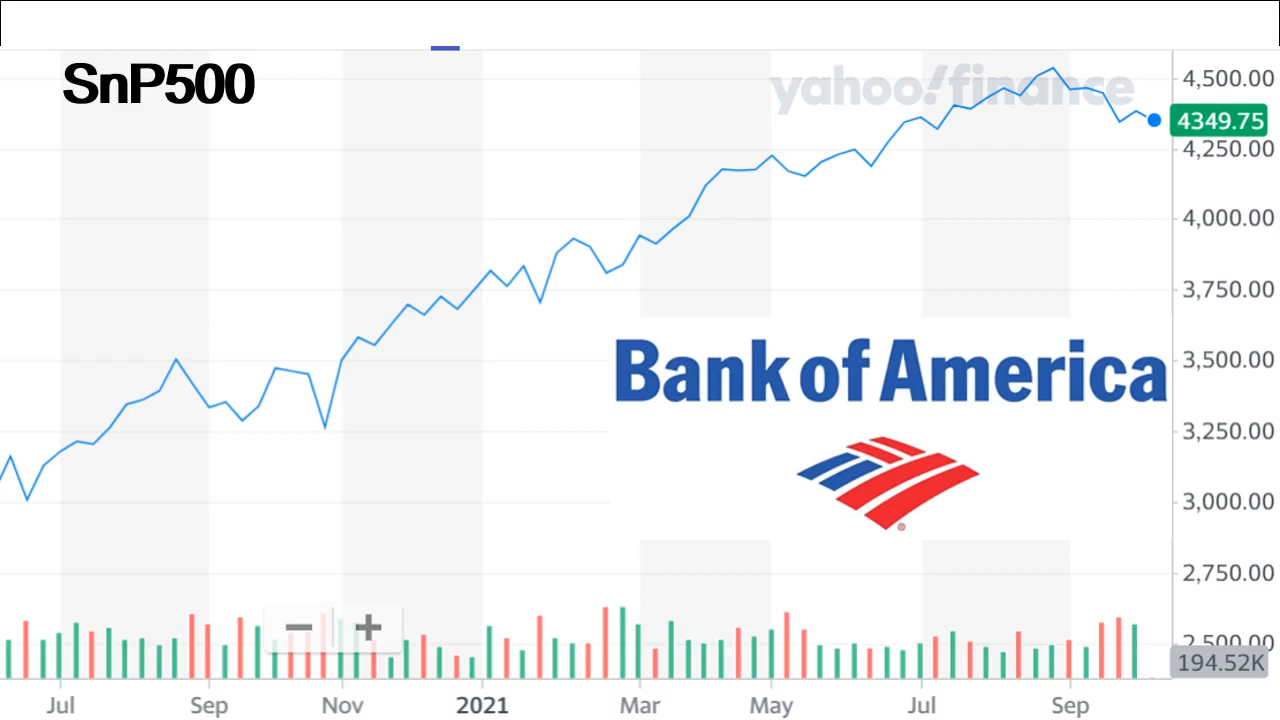 SnP500
yahoo!finance
4,500.00
4349.75
4,250.00
4,000.00
3,750.00
3,500.00
Bank of America
3,250.00
3,000.00
®
2,750.00
− +
2,500.00
194.52K
Jul Sep Nov 2021 Mar May Jul Sep